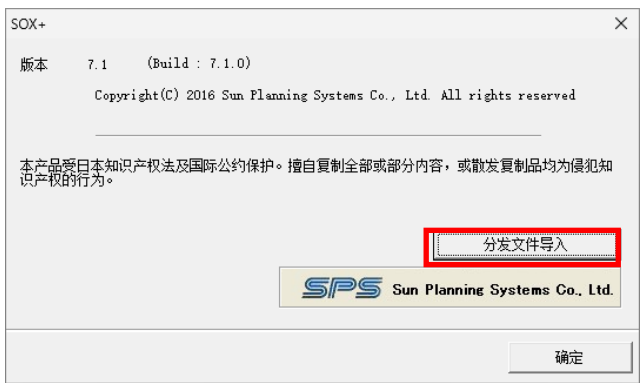 SOX+
版本 7.1 (Build : 7.1.0)
Copyright(C) 2016 Sun Planning Systems Co., Ltd. All rights reserved
本产品受日本知识产权法及国际公约保护。擅自复制全部或部分内容，或散发复制品均为侵犯知
识产权的行为。
分发文件导入
SPS Sun Planning Systems Co., Ltd.
确定